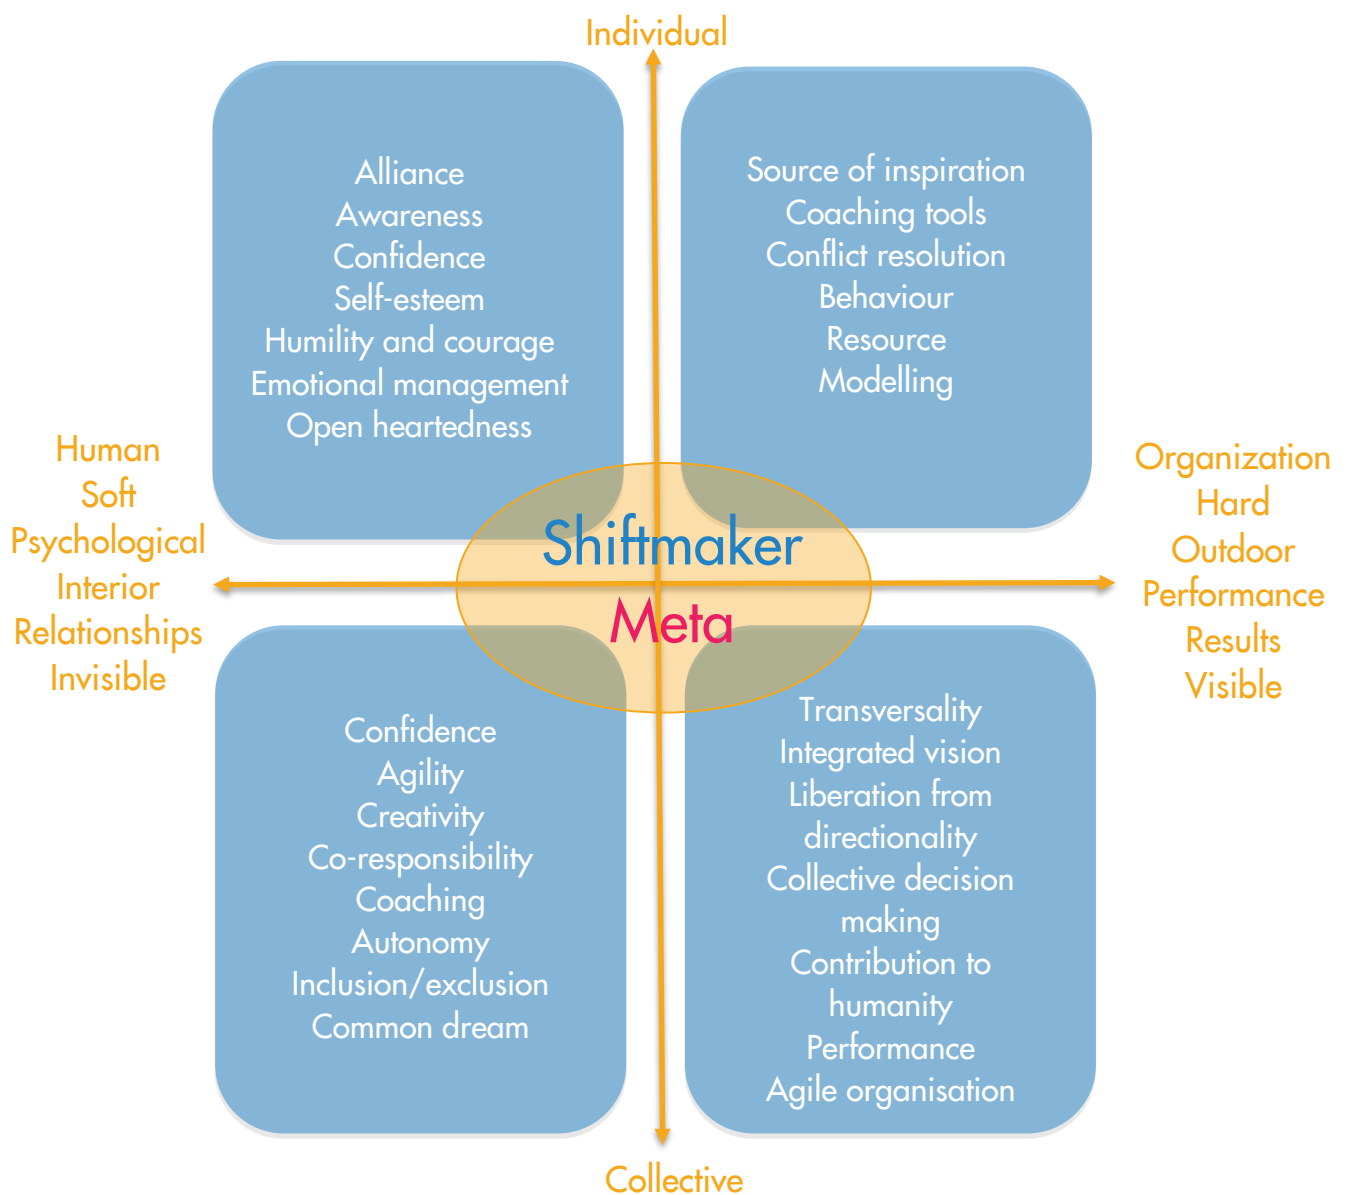 Individual
Alliance
Awareness
Confidence
Self-esteem
Humility and courage
Emotional management
Open heartedness
Source of inspiration
Coaching tools
Conflict resolution
Behaviour
Resource
Modelling
Human
Soft
Psychological
Interior
Relationships
Invisible
Shiftmaker
Meta
Organization
Hard
Outdoor
Performance
Results
Visible
Confidence
Agility
Creativity
Co-responsibility
Coaching
Autonomy
Inclusion/exclusion
Common dream
Transversality
Integrated vision
Liberation from
directionality
Collective decision
making
Contribution to
humanity
Performance
Agile organisation
Collective